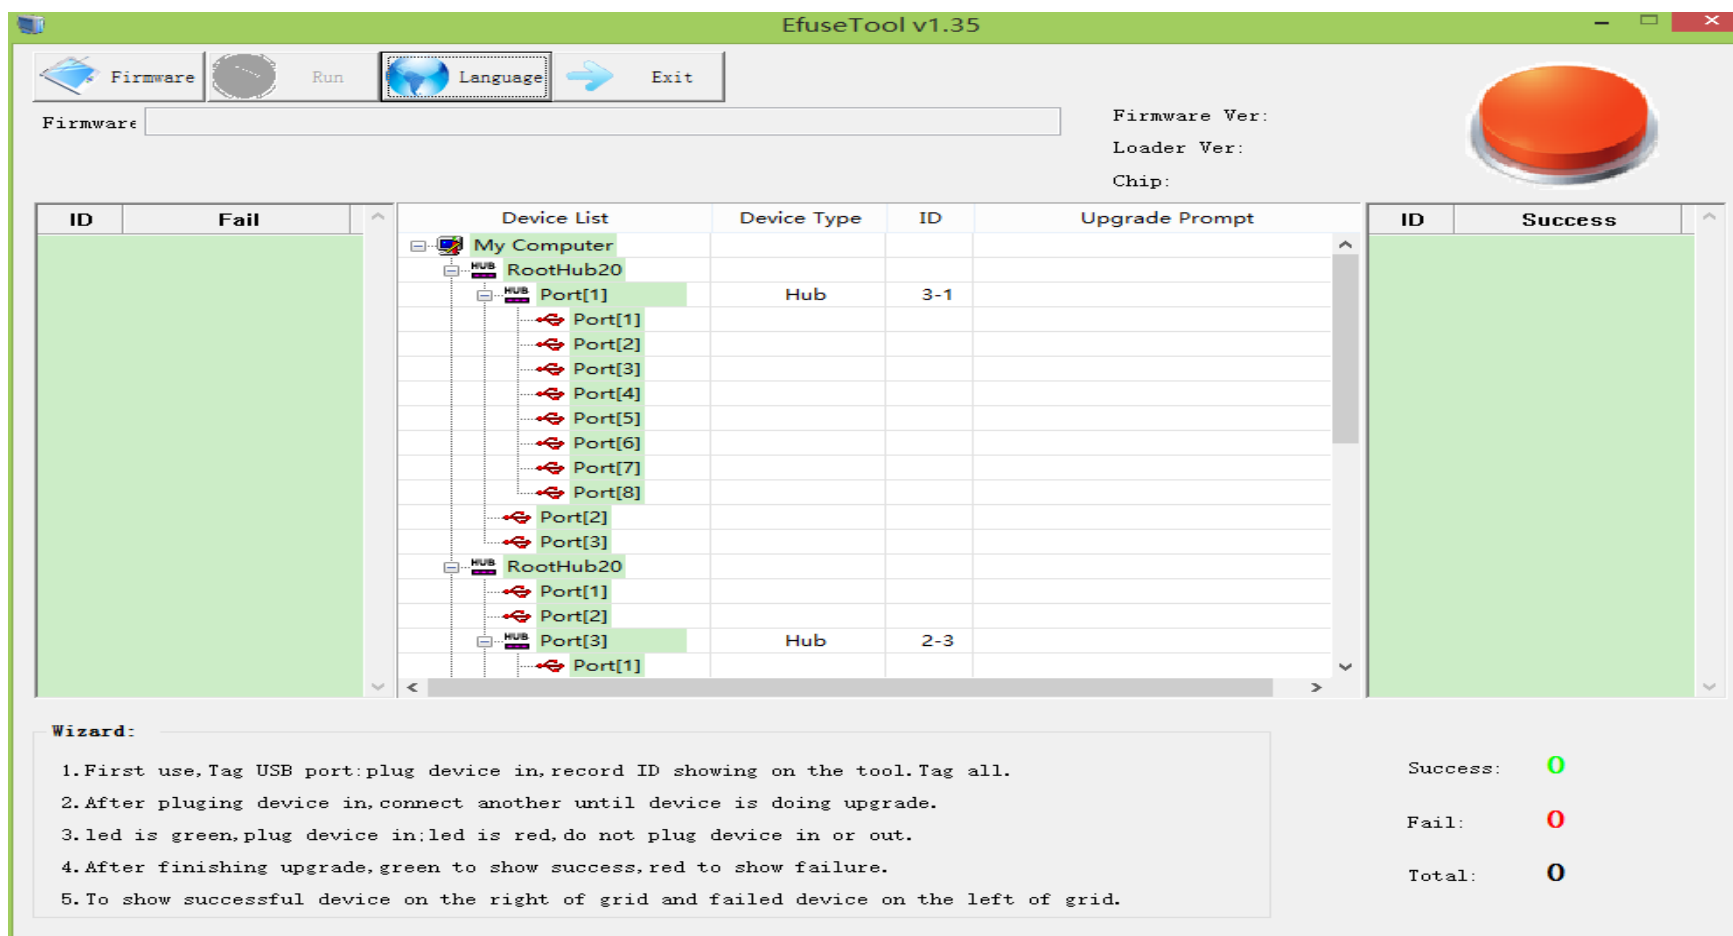 EfuseTool v1.35
Firmware Run Language Exit
Firmware
Firmware Ver:
Loader Ver:
Chip:
ID Fail
Device List Device Type ID Upgrade Prompt
ID Success
My Computer
HUB RootHub20
HUB Port[1] Hub 3-1
Port[1]
Port[2]
Port[3]
Port[4]
Port[5]
Port[6]
Port[7]
Port[8]
Port[2]
Port[3]
HUB RootHub20
Port[1]
Port[2]
HUB Port[3] Hub 2-3
Port[1]
Wizard:
1.First use,Tag USB port:plug device in,record ID showing on the tool.Tag all.
2.After pluging device in,connect another until device is doing upgrade.
3.led is green,plug device in;led is red,do not plug device in or out.
4.After finishing upgrade,green to show success,red to show failure.
5.To show successful device on the right of grid and failed device on the left of grid.
Success: 0
Fail: 0
Total: 0